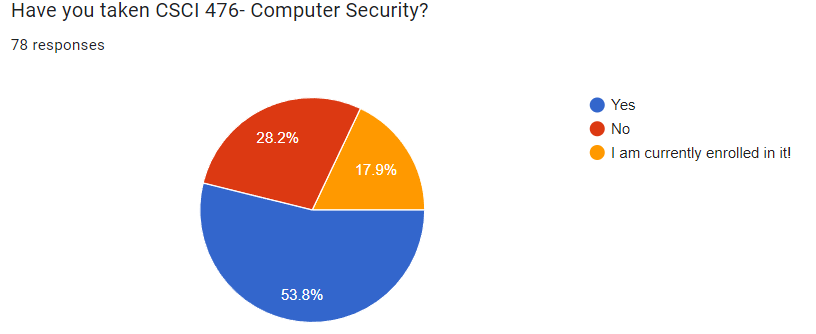 Have you taken CSCI 476- Computer Security?
78 responses
Yes
No
I am currently enrolled in it!
28.2%
17.9%
53.8%